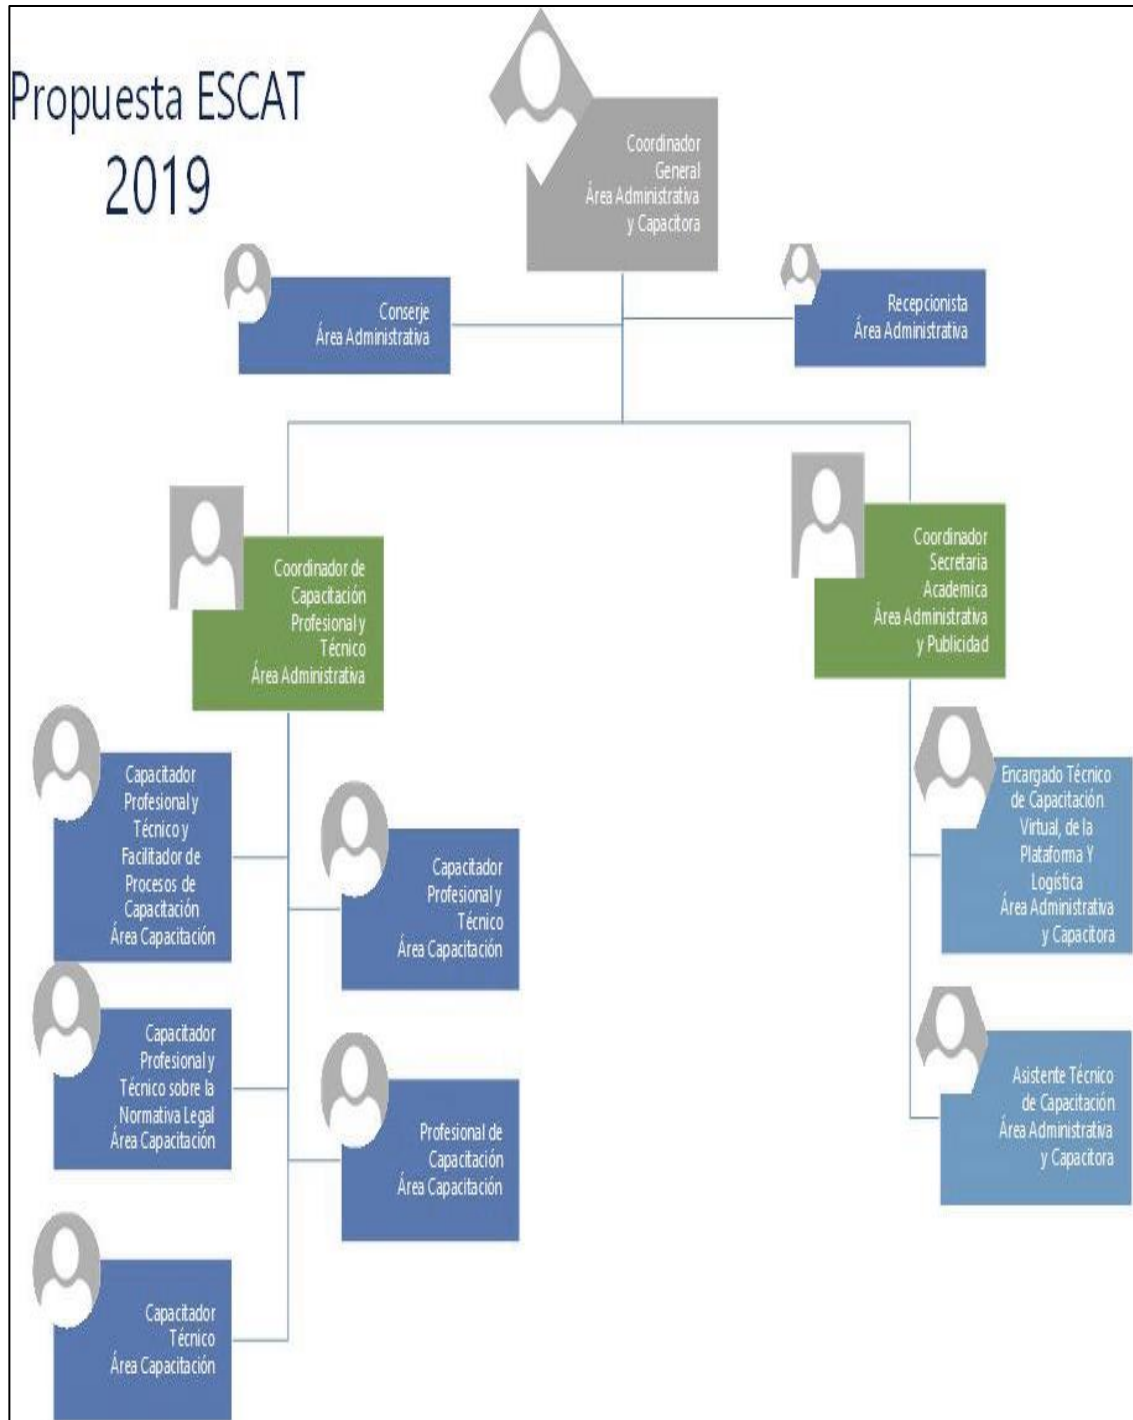 Propuesta ESCAT
2019
Coordinador
General
Área Administrativa
y Capacitora
Conserje
Área Administrativa
Recepcionista
Área Administrativa
Coordinador de
Capacitación
Profesional y
Técnico
Área Administrativa
Coordinador
Secretaria
Academica
Área Administrativa
y Publicidad
Capacitador
Profesional y
Técnico y
Facilitador de
Procesos de
Capacitación
Área Capacitación
Capacitador
Profesional y
Técnico
Área Capacitación
Encargado Técnico
de Capacitación
Virtual, de la
Plataforma Y
Logística
Área Administrativa
y Capacitora
Capacitador
Profesional y
Técnico sobre la
Normativa Legal
Área Capacitación
Profesional de
Capacitación
Área Capacitación
Asistente Técnico
de Capacitación
Área Administrativa
y Capacitora
Capacitador
Técnico
Área Capacitación